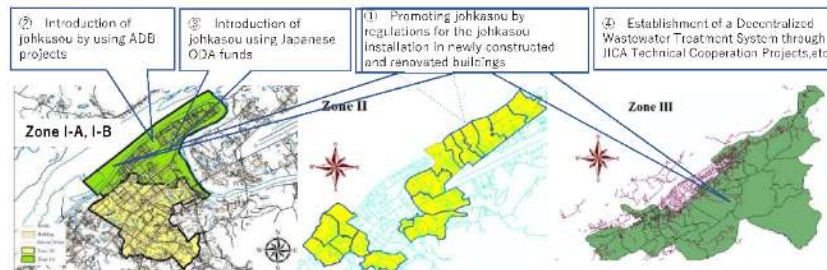 ② Introduction of
johkasou by using ADB
projects
③ Introduction of
johkasou using Japanese
ODA funds
① Promoting johkasou by
regulations for the johkasou
installation in newly constructed
and renovated buildings
④ Establishment of a Decentralized
Wastewater Treatment System through
JICA Technical Cooperation Projects,etc
Zone I-A, I-B
Zone II
Zone III